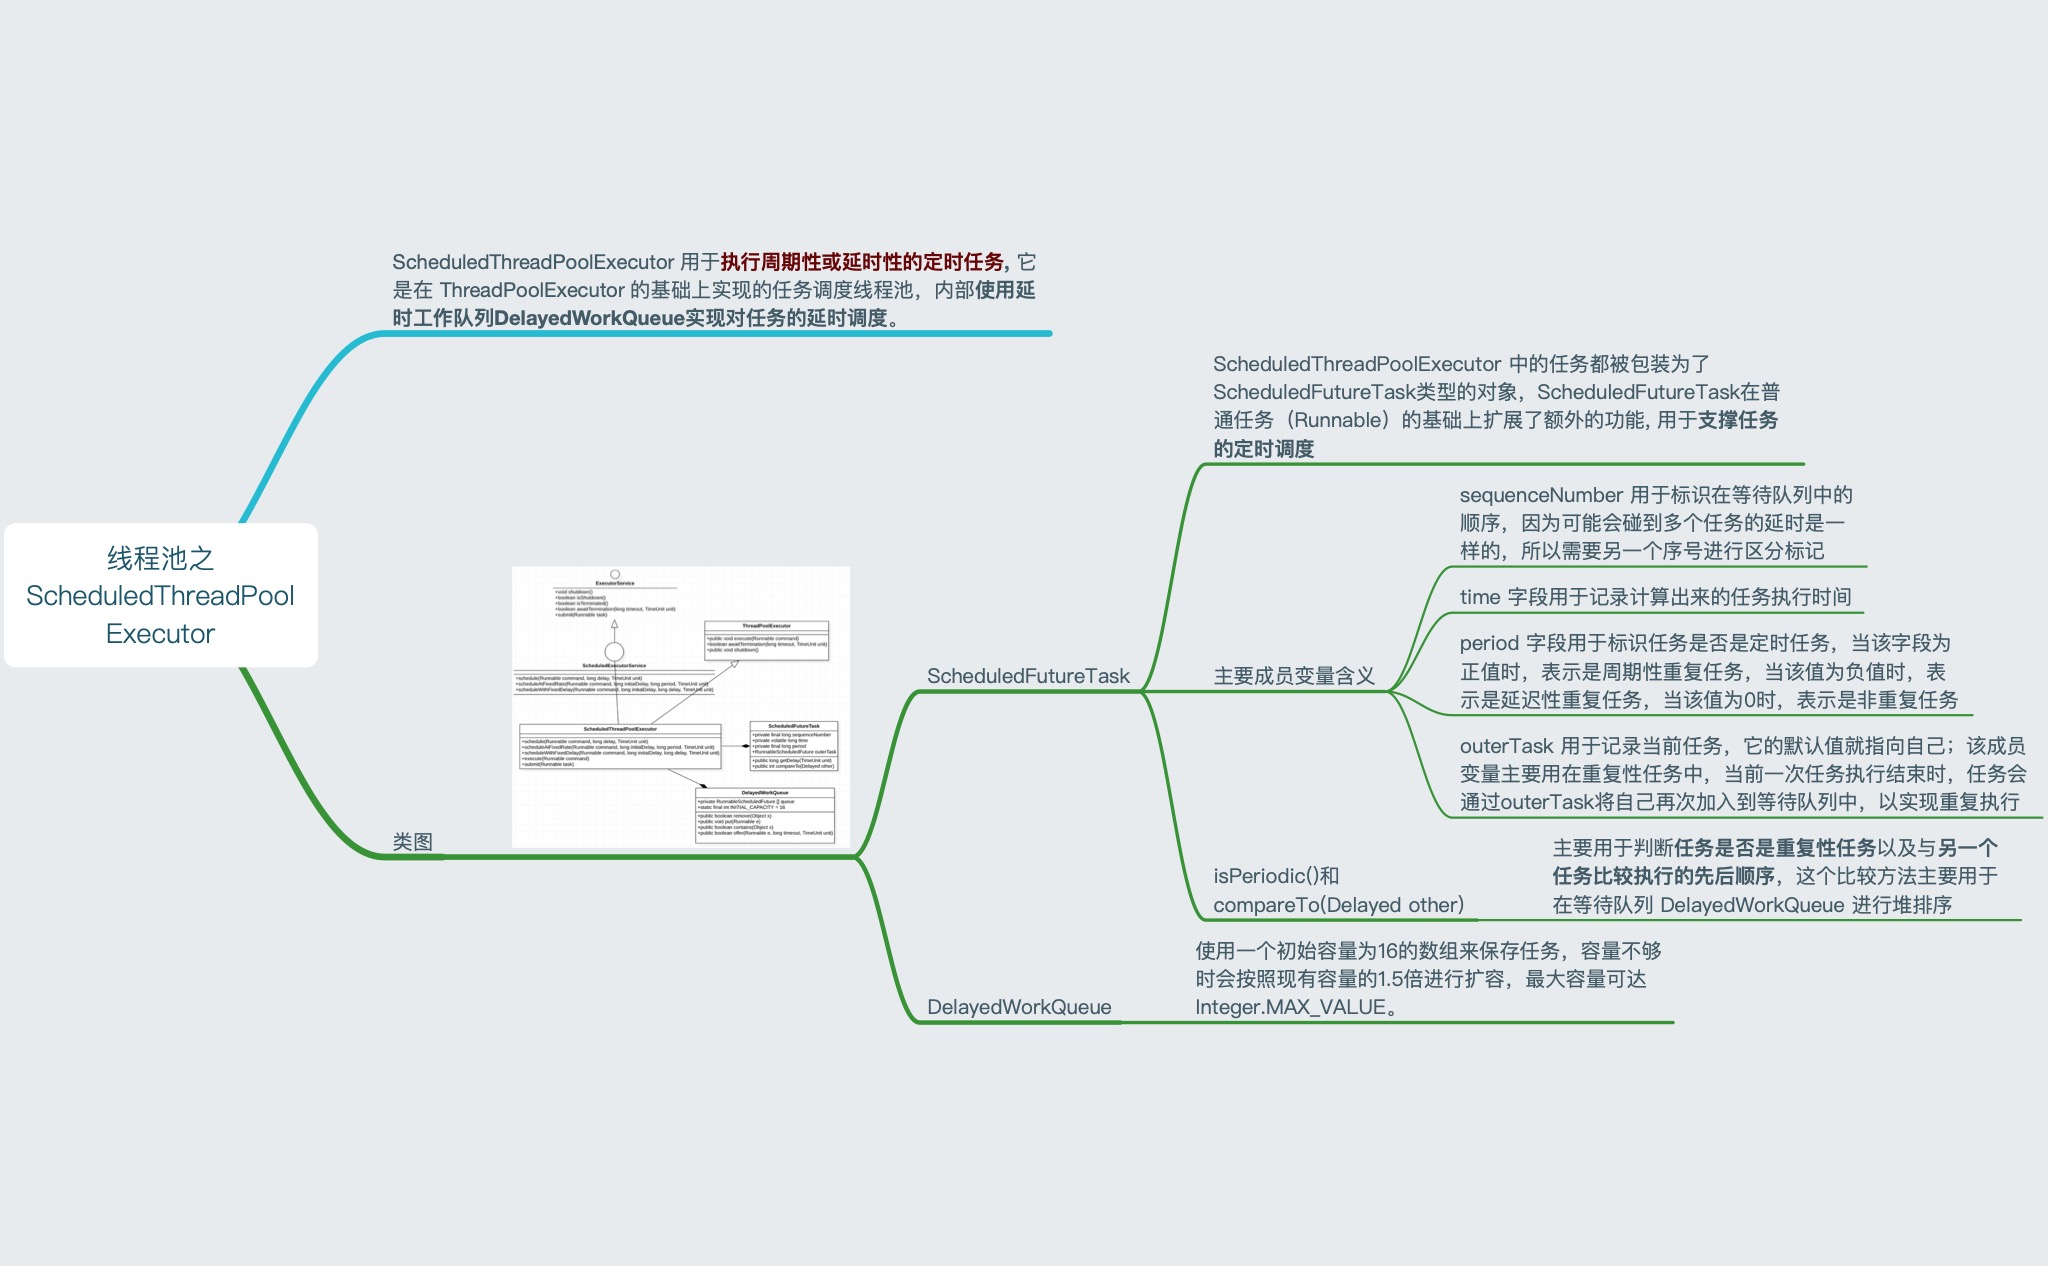 ScheduledThreadPoolExecutor 用于执行周期性或延时性的定时任务, 它
是在 ThreadPoolExecutor 的基础上实现的任务调度线程池，内部使用延
时工作队列DelayedWorkQueue实现对任务的延时调度。
线程池之
ScheduledThreadPool
Executor
类图
ExecutorService
+void shutdown()
+boolean isShutdown()
+boolean isTerminated()
+boolean awaitTermination(long timeout, TimeUnit unit)
+submit(Runnable task)
ThreadPoolExecutor
+public void execute(Runnable command)
+boolean awaitTermination(long timeout, TimeUnit unit)
+public void shutdown()
ScheduledExecutorService
+schedule(Runnable command, long delay, TimeUnit unit)
+scheduleAtFixedRate(Runnable command, long initialDelay, long period, TimeUnit unit)
+scheduleWithFixedDelay(Runnable command, long initialDelay, long delay, TimeUnit unit)
ScheduledThreadPoolExecutor
+schedule(Runnable command, long delay, TimeUnit unit)
+scheduleAtFixedRate(Runnable command, long initialDelay, long period, TimeUnit unit)
+scheduleWithFixedDelay(Runnable command, long initialDelay, long delay, TimeUnit unit)
+execute(Runnable command)
+submit(Runnable task)
ScheduledFutureTask
+private final long sequenceNumber
+private volatile long time
+private final long period
+RunnableScheduledFuture outerTask
+public long getDelay(TimeUnit unit)
+public int compareTo(Delayed other)
DelayedWorkQueue
+private RunnableScheduledFuture [] queue
+static final int INITIAL_CAPACITY = 16
+public boolean remove(Object x)
+public void put(Runnable e)
+public boolean contains(Object x)
+public boolean offer(Runnable e, long timeout, TimeUnit unit)
ScheduledFutureTask
ScheduledThreadPoolExecutor 中的任务都被包装为了
ScheduledFutureTask类型的对象，ScheduledFutureTask在普
通任务（Runnable）的基础上扩展了额外的功能, 用于支撑任务
的定时调度
主要成员变量含义
sequenceNumber 用于标识在等待队列中的
顺序，因为可能会碰到多个任务的延时是一
样的，所以需要另一个序号进行区分标记
time 字段用于记录计算出来的任务执行时间
period 字段用于标识任务是否是定时任务，当该字段为
正值时，表示是周期性重复任务，当该值为负值时，表
示是延迟性重复任务，当该值为0时，表示是非重复任务
outerTask 用于记录当前任务，它的默认值就指向自己；该成员
变量主要用在重复性任务中，当前一次任务执行结束时，任务会
通过outerTask将自己再次加入到等待队列中，以实现重复执行
isPeriodic()和
compareTo(Delayed other)
主要用于判断任务是否是重复性任务以及与另一个
任务比较执行的先后顺序，这个比较方法主要用于
在等待队列 DelayedWorkQueue 进行堆排序
DelayedWorkQueue
使用一个初始容量为16的数组来保存任务，容量不够
时会按照现有容量的1.5倍进行扩容，最大容量可达
Integer.MAX_VALUE。